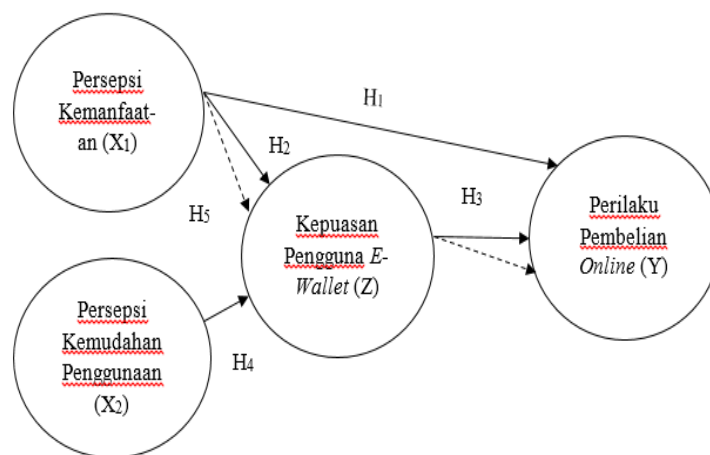 Persepsi
Kemanfaat-
an (X₁)
H₁
H₂
H₅
Kepuasan
Pengguna E-
Wallet (Z)
H₃
Perilaku
Pembelian
Online (Y)
Persepsi
Kemudahan
Penggunaan
(X₂)
H₄